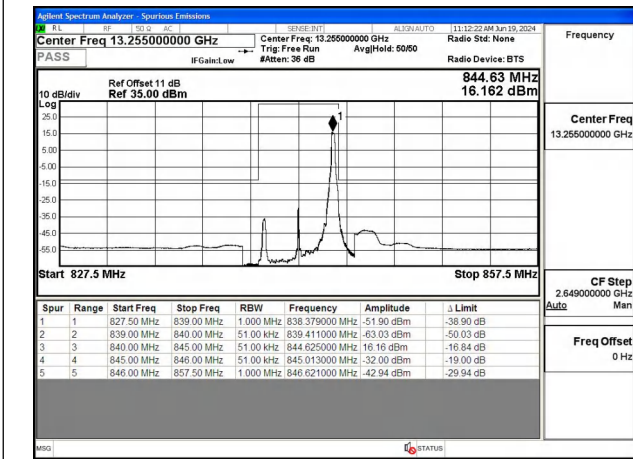 Agilent Spectrum Analyzer - Spurious Emissions
RL RF 50 Ω AC SENSE:INT ALIGN AUTO 11:12:22 AM Jun 19, 2024
Center Freq 13.255000000 GHz Center Freq: 13.255000000 GHz Radio Std: None
Trig: Free Run Avg|Hold: 50/50
PASS IFGain:Low #Atten: 36 dB Radio Device: BTS
Frequency
Ref Offset 11 dB 844.63 MHz
10 dB/div Ref 35.00 dBm 16.162 dBm
Log
25.0
15.0
5.00
-5.00
-15.0
-25.0
-35.0
-45.0
-55.0
1
Start 827.5 MHz Stop 857.5 MHz
Center Freq
13.255000000 GHz
CF Step
2.649000000 GHz
Auto Man
Freq Offset
0 Hz
Spur Range Start Freq Stop Freq RBW Frequency Amplitude Δ Limit
1 1 827.50 MHz 839.00 MHz 1.000 MHz 838.379000 MHz -51.90 dBm -38.90 dB
2 2 839.00 MHz 840.00 MHz 51.00 kHz 839.411000 MHz -63.03 dBm -50.03 dB
3 3 840.00 MHz 845.00 MHz 51.00 kHz 844.625000 MHz 16.16 dBm -16.84 dB
4 4 845.00 MHz 846.00 MHz 51.00 kHz 845.013000 MHz -32.00 dBm -19.00 dB
5 5 846.00 MHz 857.50 MHz 1.000 MHz 846.621000 MHz -42.94 dBm -29.94 dB
MSG STATUS